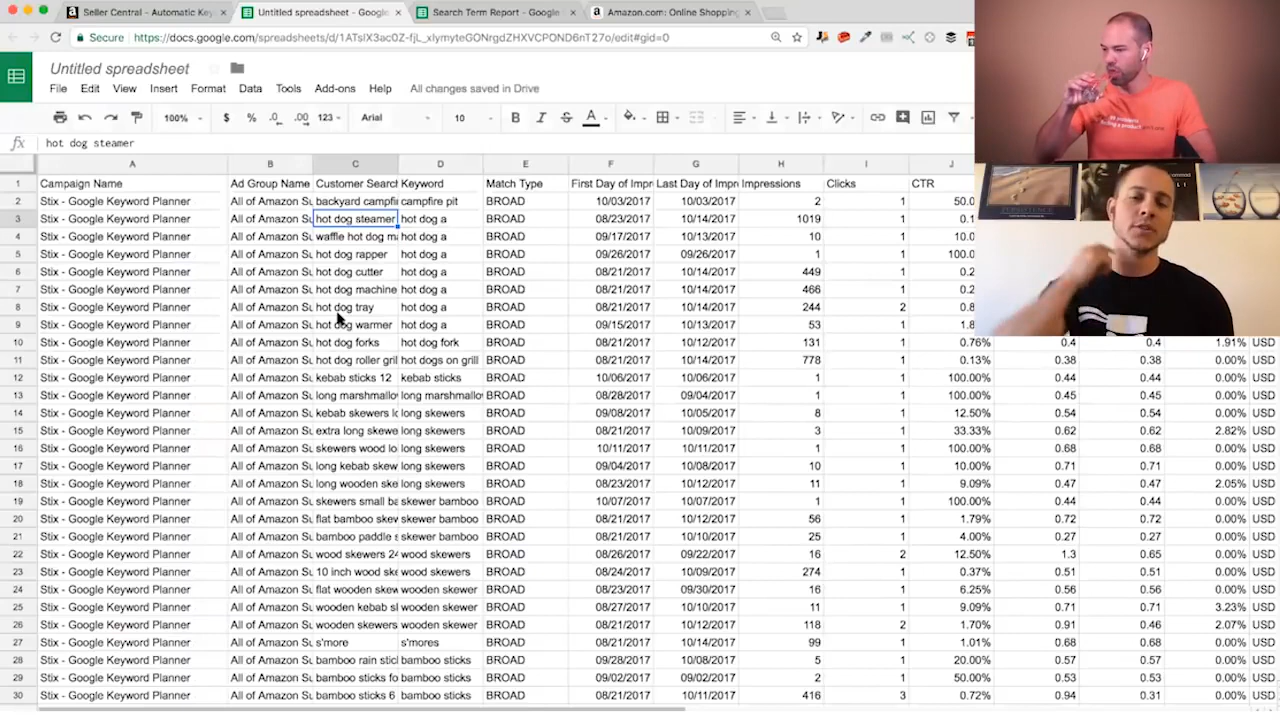 Seller Central - Automatic Key × Untitled spreadsheet - Google × Search Term Report - Google × Amazon.com: Online Shopping ×
Secure https://docs.google.com/spreadsheets/d/
Untitled spreadsheet
File Edit View Insert Format Data Tools Add-ons Help All changes saved in Drive
100% $ % .0 .00 123 Arial 10 B I S A
fx hot dog steamer
A B C D E F G H I J
1 Campaign Name Ad Group Name Customer Searc Keyword Match Type First Day of Impr Last Day of Impr Impressions Clicks CTR
2 Stix - Google Keyword Planner All of Amazon Su backyard campfi campfire pit BROAD 10/03/2017 10/03/2017 2 1 50.0
3 Stix - Google Keyword Planner All of Amazon Su hot dog steamer hot dog a BROAD 08/23/2017 10/14/2017 1019 1 0.1
4 Stix - Google Keyword Planner All of Amazon Su waffle hot dog ma hot dog a BROAD 09/17/2017 10/13/2017 10 1 10.0
5 Stix - Google Keyword Planner All of Amazon Su hot dog rapper hot dog a BROAD 09/26/2017 09/26/2017 1 1 100.0
6 Stix - Google Keyword Planner All of Amazon Su hot dog cutter hot dog a BROAD 08/21/2017 10/14/2017 449 1 0.2
7 Stix - Google Keyword Planner All of Amazon Su hot dog machine hot dog a BROAD 08/21/2017 10/14/2017 466 1 0.2
8 Stix - Google Keyword Planner All of Amazon Su hot dog tray hot dog a BROAD 08/21/2017 10/14/2017 244 2 0.8
9 Stix - Google Keyword Planner All of Amazon Su hot dog warmer hot dog a BROAD 09/15/2017 10/13/2017 53 1 1.8
10 Stix - Google Keyword Planner All of Amazon Su hot dog forks hot dog fork BROAD 08/21/2017 10/12/2017 131 1 0.76% 0.4 0.4 1.91% USD
11 Stix - Google Keyword Planner All of Amazon Su hot dog roller gril hot dogs on grill BROAD 08/21/2017 10/14/2017 778 1 0.13% 0.38 0.38 0.00% USD
12 Stix - Google Keyword Planner All of Amazon Su kebab sticks 12 kebab sticks BROAD 10/06/2017 10/06/2017 1 1 100.00% 0.44 0.44 0.00% USD
13 Stix - Google Keyword Planner All of Amazon Su long marshmallo long marshmallow BROAD 08/28/2017 09/04/2017 1 1 100.00% 0.45 0.45 0.00% USD
14 Stix - Google Keyword Planner All of Amazon Su kebab skewers lo long skewers BROAD 09/08/2017 10/05/2017 8 1 12.50% 0.54 0.54 0.00% USD
15 Stix - Google Keyword Planner All of Amazon Su extra long skewe long skewers BROAD 08/21/2017 10/09/2017 3 1 33.33% 0.62 0.62 2.82% USD
16 Stix - Google Keyword Planner All of Amazon Su skewers wood lo long skewers BROAD 10/11/2017 10/11/2017 1 1 100.00% 0.68 0.68 0.00% USD
17 Stix - Google Keyword Planner All of Amazon Su long kebab skew long skewers BROAD 09/04/2017 10/08/2017 10 1 10.00% 0.71 0.71 0.00% USD
18 Stix - Google Keyword Planner All of Amazon Su long wooden ske long skewers BROAD 08/23/2017 10/12/2017 11 1 9.09% 0.47 0.47 2.05% USD
19 Stix - Google Keyword Planner All of Amazon Su skewers small ba skewer bamboo BROAD 10/07/2017 10/07/2017 1 1 100.00% 0.44 0.44 0.00% USD
20 Stix - Google Keyword Planner All of Amazon Su flat bamboo skew skewer bamboo BROAD 08/21/2017 10/12/2017 56 1 1.79% 0.72 0.72 0.00% USD
21 Stix - Google Keyword Planner All of Amazon Su bamboo paddle s skewer bamboo BROAD 08/21/2017 10/10/2017 25 1 4.00% 0.27 0.27 0.00% USD
22 Stix - Google Keyword Planner All of Amazon Su wood skewers 24 wood skewers BROAD 08/26/2017 09/22/2017 16 2 12.50% 1.3 0.65 0.00% USD
23 Stix - Google Keyword Planner All of Amazon Su 10 inch wood ske wood skewers BROAD 08/24/2017 10/09/2017 274 1 0.37% 0.51 0.51 0.00% USD
24 Stix - Google Keyword Planner All of Amazon Su flat wooden skew wooden skewer BROAD 08/23/2017 09/30/2017 16 1 6.25% 0.56 0.56 0.00% USD
25 Stix - Google Keyword Planner All of Amazon Su wooden kebab s wooden skewer BROAD 08/27/2017 10/10/2017 11 1 9.09% 0.71 0.71 3.23% USD
26 Stix - Google Keyword Planner All of Amazon Su wooden skewers wooden skewer BROAD 08/21/2017 10/12/2017 118 2 1.70% 0.91 0.46 2.07% USD
27 Stix - Google Keyword Planner All of Amazon Su s'more s'mores BROAD 08/21/2017 10/14/2017 99 1 1.01% 0.68 0.68 0.00% USD
28 Stix - Google Keyword Planner All of Amazon Su bamboo rain stic bamboo sticks BROAD 09/28/2017 10/08/2017 5 1 20.00% 0.57 0.57 0.00% USD
29 Stix - Google Keyword Planner All of Amazon Su bamboo sticks fo bamboo sticks BROAD 09/02/2017 09/02/2017 2 1 50.00% 0.53 0.53 0.00% USD
30 Stix - Google Keyword Planner All of Amazon Su bamboo sticks 6 bamboo sticks BROAD 08/21/2017 10/11/2017 416 3 0.72% 0.94 0.31 0.00% USD